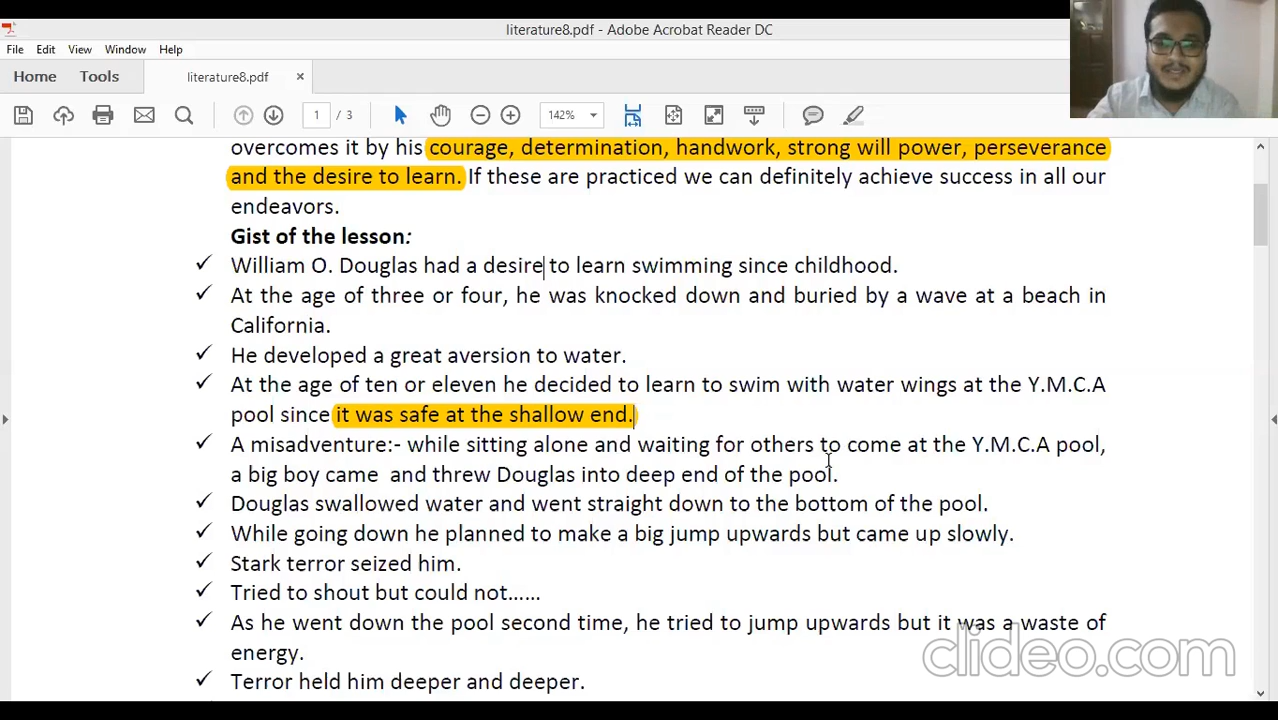 literature8.pdf - Adobe Acrobat Reader DC
File Edit View Window Help
Home Tools literature8.pdf ×
1 / 3 142%
overcomes it by his courage, determination, handwork, strong will power, perseverance
and the desire to learn. If these are practiced we can definitely achieve success in all our
endeavors.
Gist of the lesson:
✓ William O. Douglas had a desire to learn swimming since childhood.
✓ At the age of three or four, he was knocked down and buried by a wave at a beach in
California.
✓ He developed a great aversion to water.
✓ At the age of ten or eleven he decided to learn to swim with water wings at the Y.M.C.A
pool since it was safe at the shallow end.
✓ A misadventure:- while sitting alone and waiting for others to come at the Y.M.C.A pool,
a big boy came and threw Douglas into deep end of the pool.
✓ Douglas swallowed water and went straight down to the bottom of the pool.
✓ While going down he planned to make a big jump upwards but came up slowly.
✓ Stark terror seized him.
✓ Tried to shout but could not......
✓ As he went down the pool second time, he tried to jump upwards but it was a waste of
energy.
✓ Terror held him deeper and deeper.
clideo.com